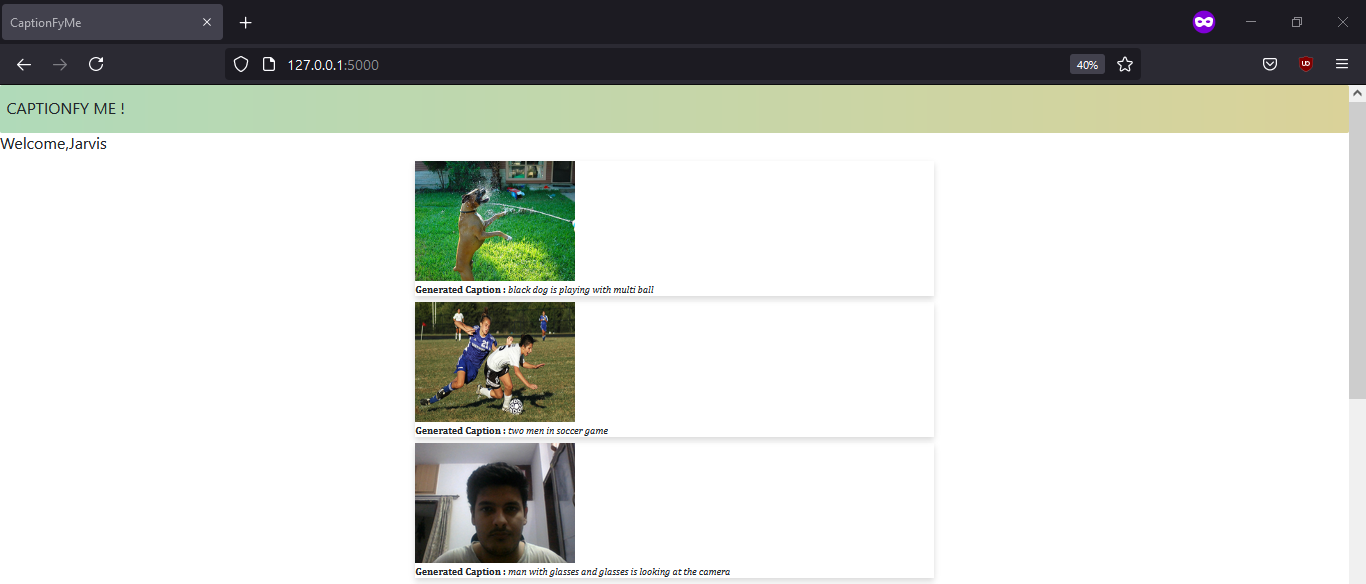 CaptionFyMe
127.0.0.1:5000
40%
CAPTIONFY ME !
Welcome,Jarvis
Generated Caption : black dog is playing with multi ball
Generated Caption : two men in soccer game
Generated Caption : man with glasses and glasses is looking at the camera